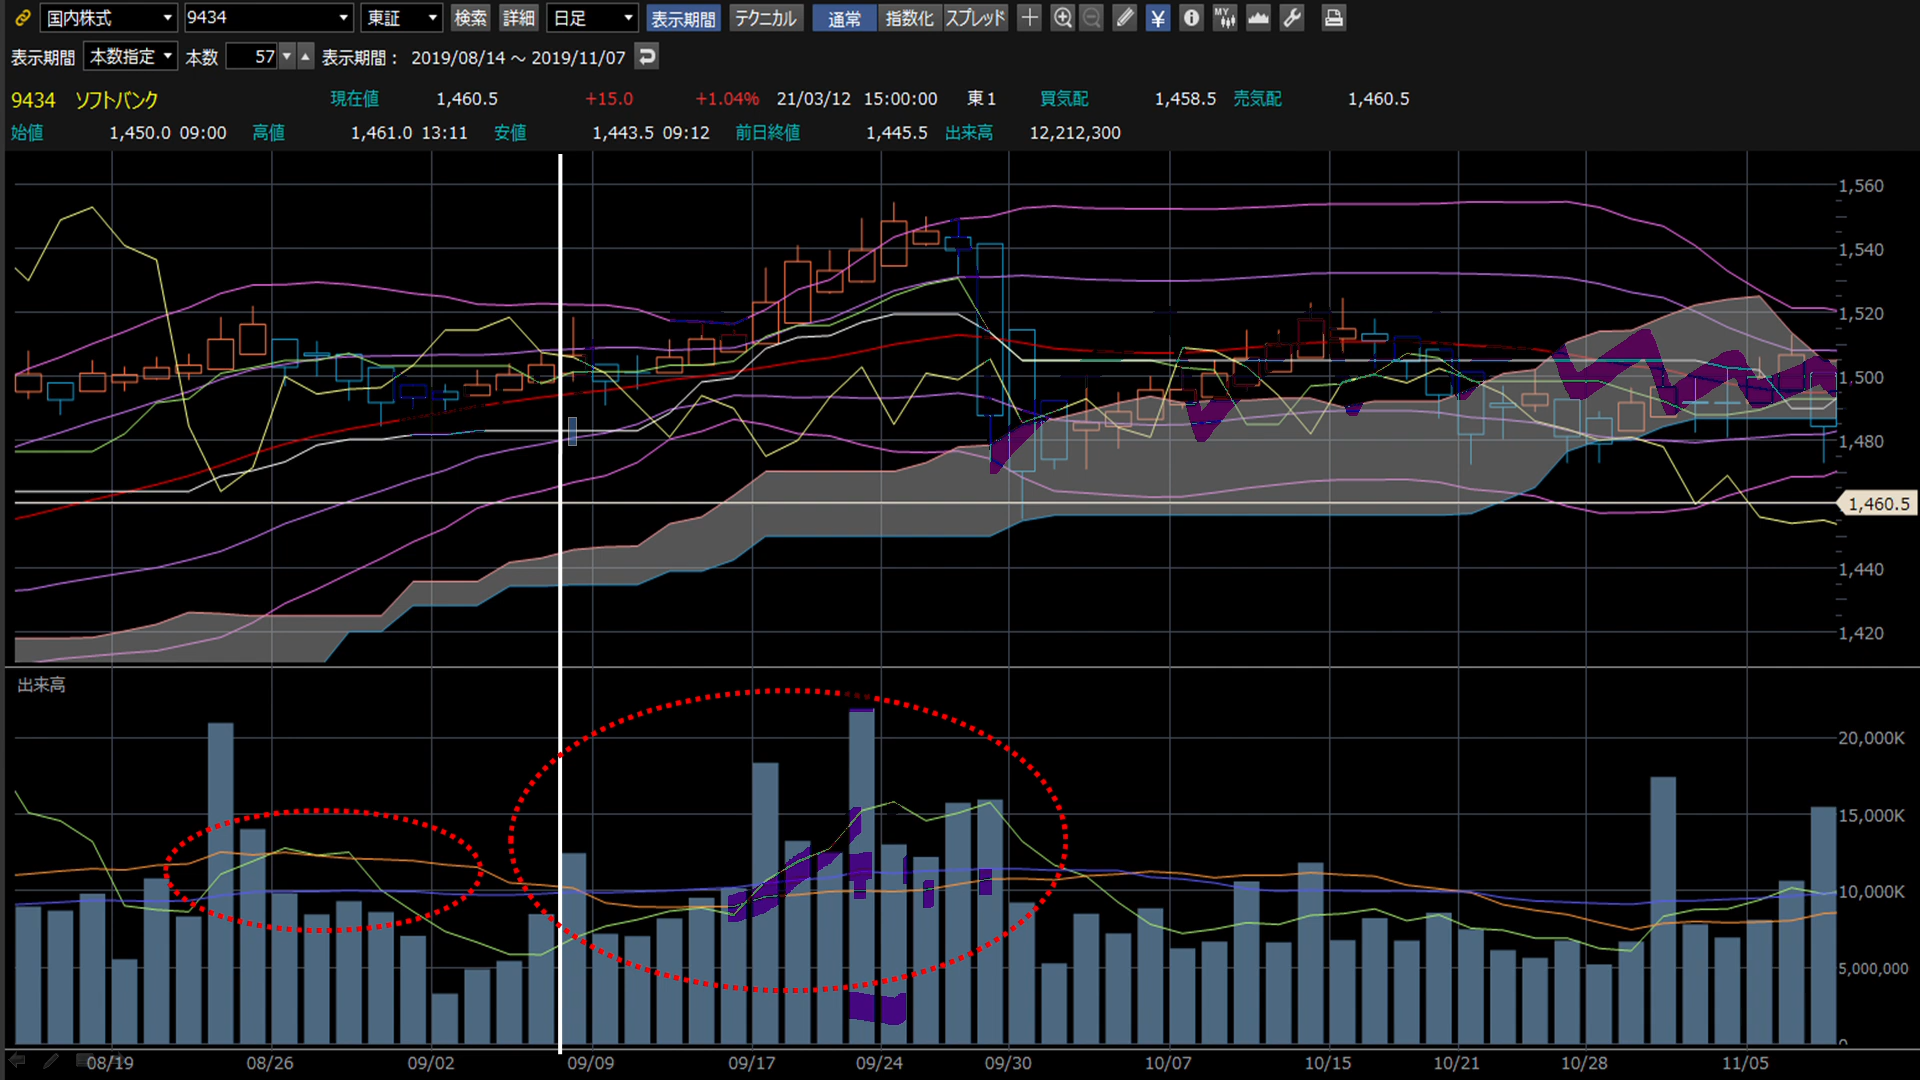 国内株式 9434 東証 検索 詳細 日足 表示期間 テクニカル 通常 指数化 スプレッド ¥ MY
表示期間 本数指定 本数 57 表示期間： 2019/08/14 ～ 2019/11/07
9434 ソフトバンク 現在値 1,460.5 +15.0 +1.04% 21/03/12 15:00:00 東1 買気配 1,458.5 売気配 1,460.5
始値 1,450.0 09:00 高値 1,461.0 13:11 安値 1,443.5 09:12 前日終値 1,445.5 出来高 12,212,300
1,560
1,540
1,520
1,500
1,480
1,460.5
1,440
1,420
出来高
20,000K
15,000K
10,000K
5,000,000
0
08/19 08/26 09/02 09/09 09/17 09/24 09/30 10/07 10/15 10/21 10/28 11/05